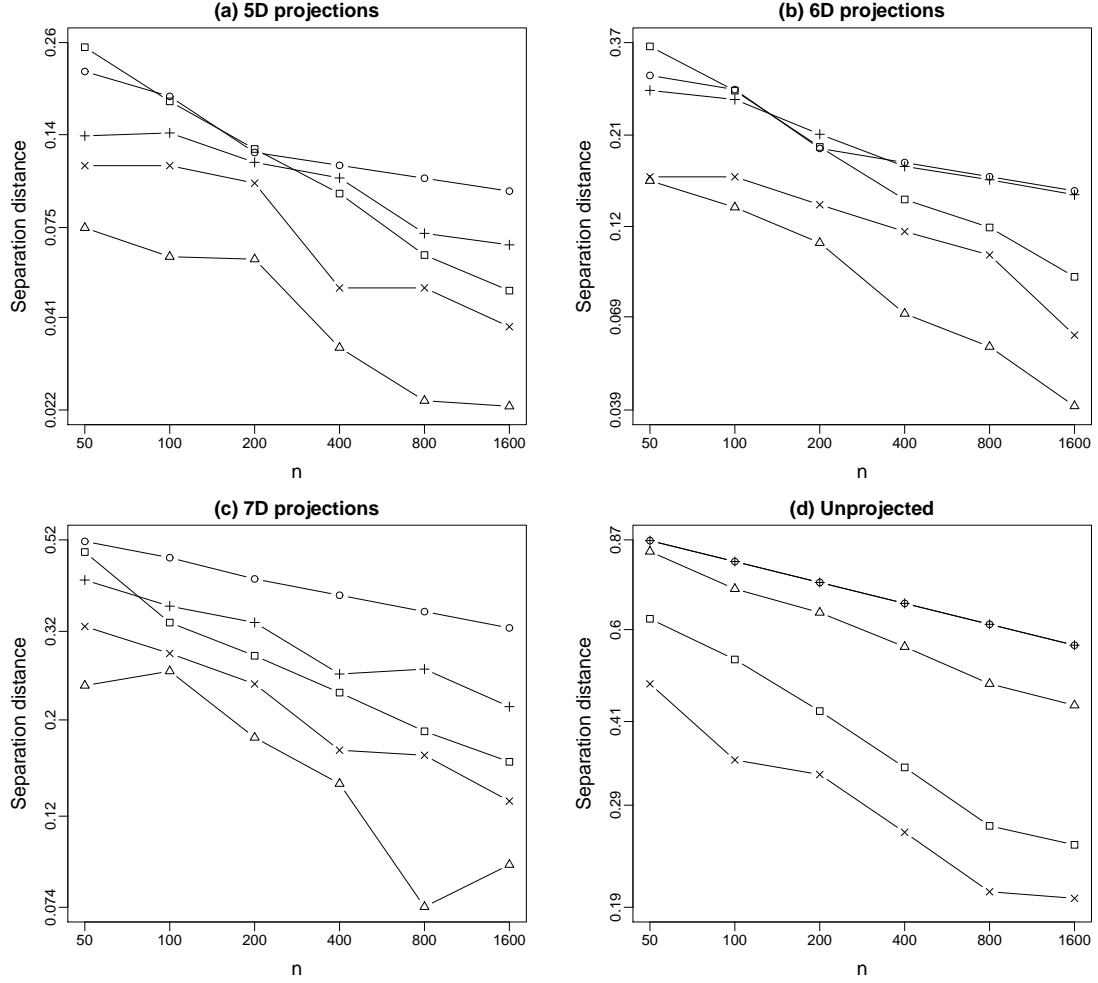 (a) 5D projections
Separation distance
0.26
0.14
0.075
0.041
0.022
50 100 200 400 800 1600
n
(b) 6D projections
Separation distance
0.37
0.21
0.12
0.069
0.039
50 100 200 400 800 1600
n
(c) 7D projections
Separation distance
0.52
0.32
0.2
0.12
0.074
50 100 200 400 800 1600
n
(d) Unprojected
Separation distance
0.87
0.6
0.41
0.29
0.19
50 100 200 400 800 1600
n